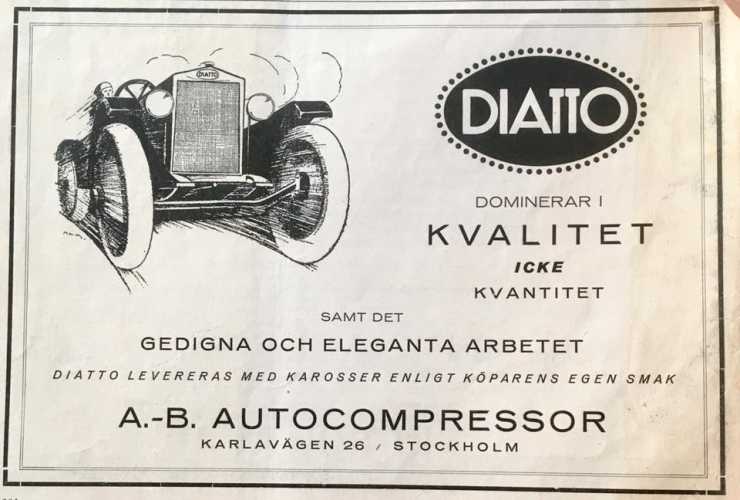 DIATTO
DIATTO
DOMINERAR I
KVALITET
ICKE
KVANTITET
SAMT DET
GEDIGNA OCH ELEGANTA ARBETET
DIATTO LEVERERAS MED KAROSSER ENLIGT KÖPARENS EGEN SMAK
A.-B. AUTOCOMPRESSOR
KARLAVÄGEN 26 / STOCKHOLM